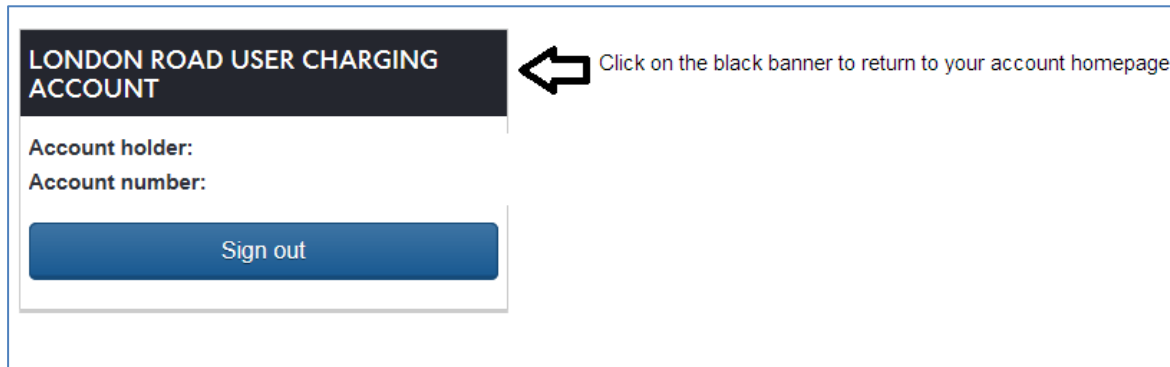 LONDON ROAD USER CHARGING
ACCOUNT
Click on the black banner to return to your account homepage
Account holder:
Account number:
Sign out